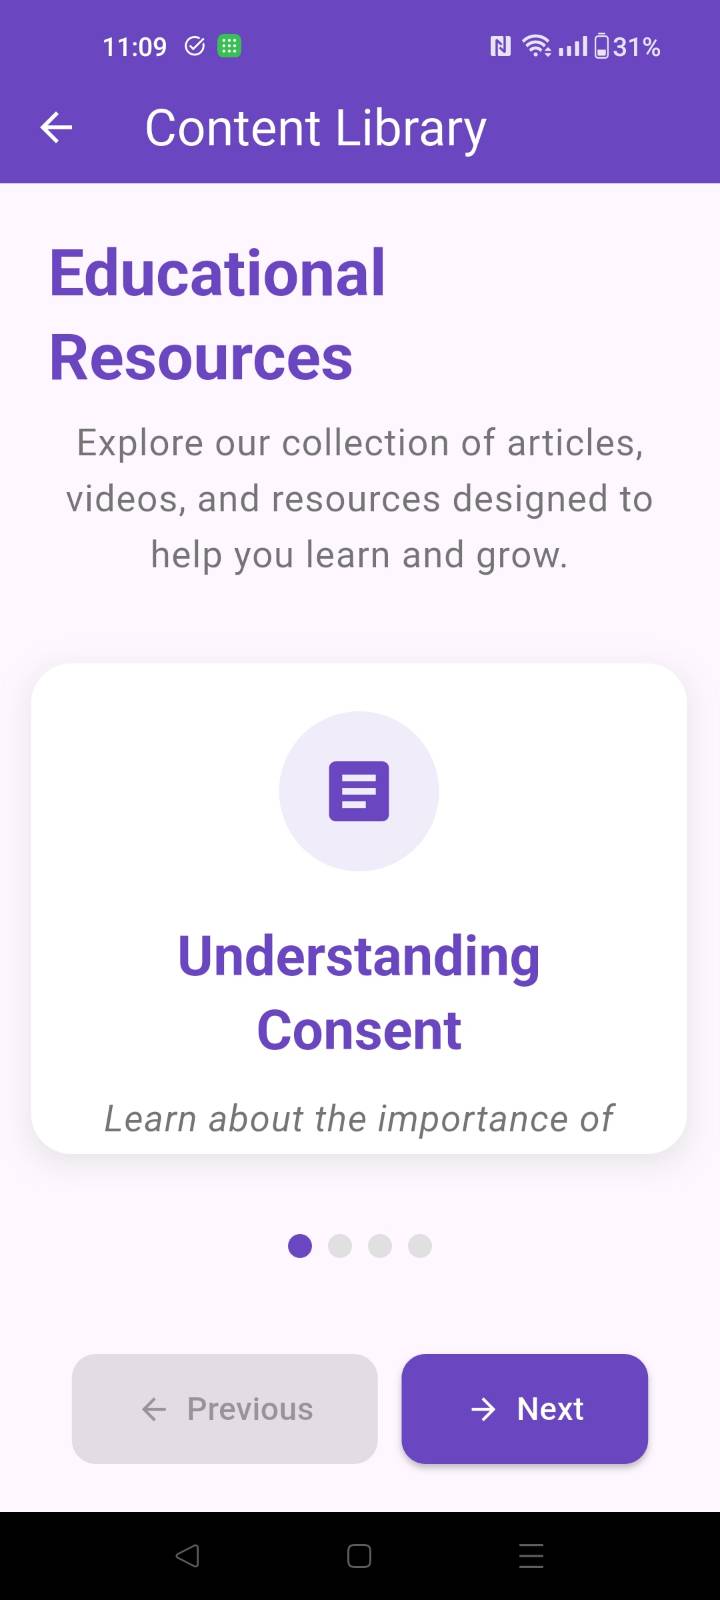 11:09
31%
Content Library
Educational
Resources
Explore our collection of articles,
videos, and resources designed to
help you learn and grow.
Understanding
Consent
Learn about the importance of
Previous
Next